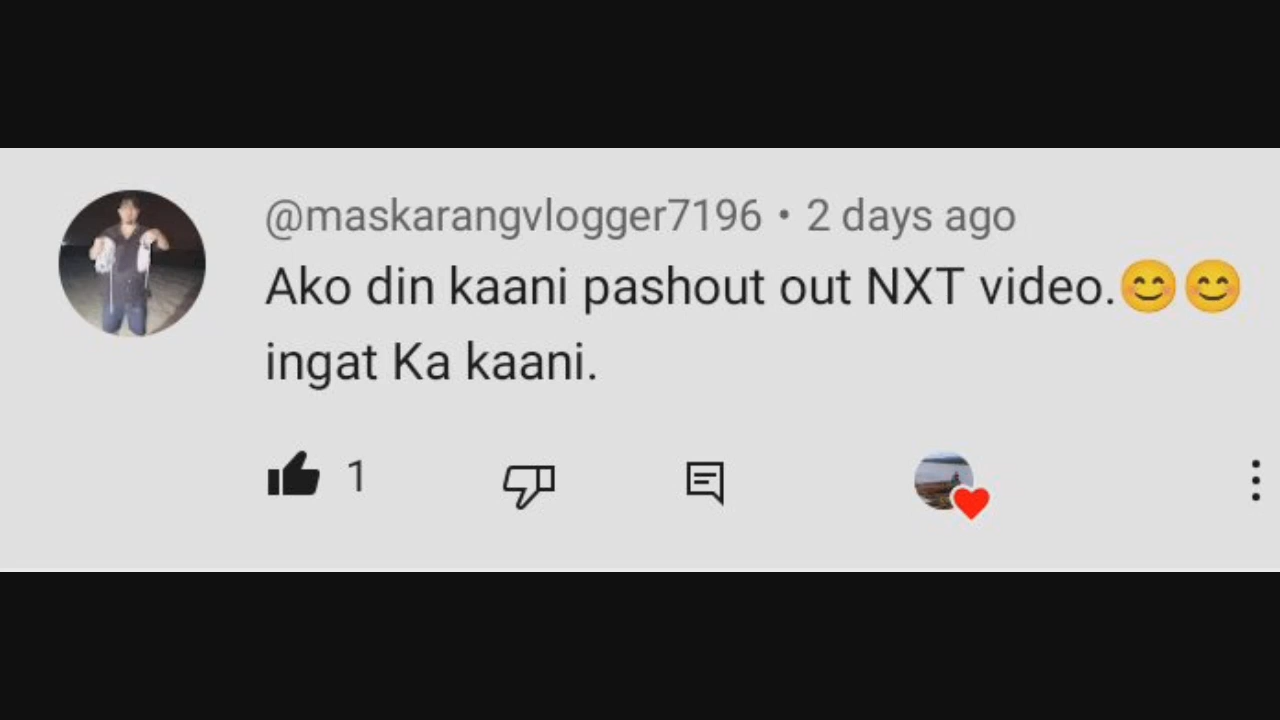 @maskarangvlogger7196 • 2 days ago
Ako din kaani pashout out NXT video.😊😊
ingat Ka kaani.
1